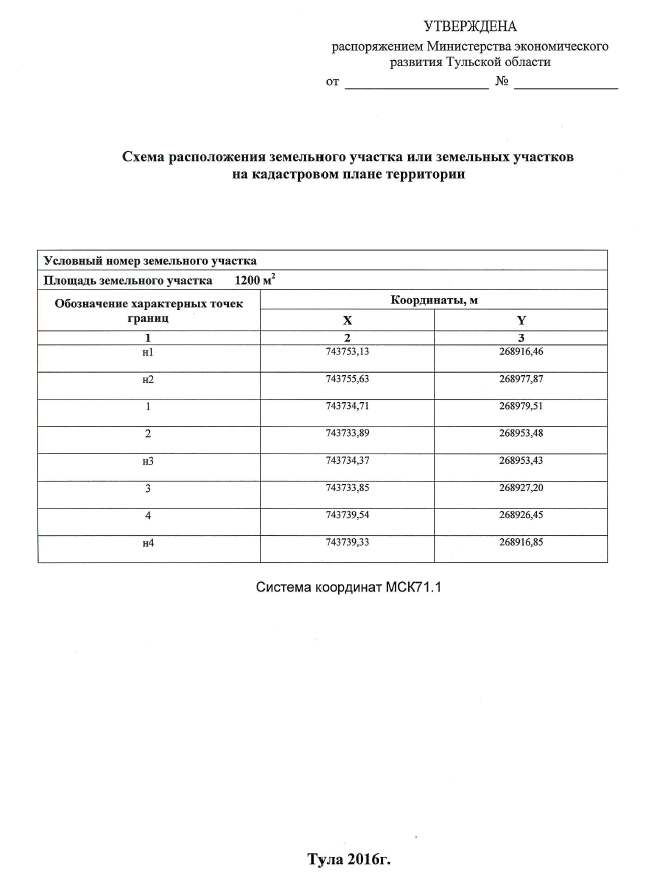 УТВЕРЖДЕНА
распоряжением Министерства экономического
развития Тульской области
от ____________________ № ______________
Схема расположения земельного участка или земельных участков
на кадастровом плане территории
Условный номер земельного участка
Площадь земельного участка 1200 м²
Обозначение характерных точек границ Координаты, м
X Y
1 2 3
н1 743753,13 268916,46
н2 743755,63 268977,87
1 743734,71 268979,51
2 743733,89 268953,48
н3 743734,37 268953,43
3 743733,85 268927,20
4 743739,54 268926,45
н4 743739,33 268916,85
Система координат МСК71.1
Тула 2016г.